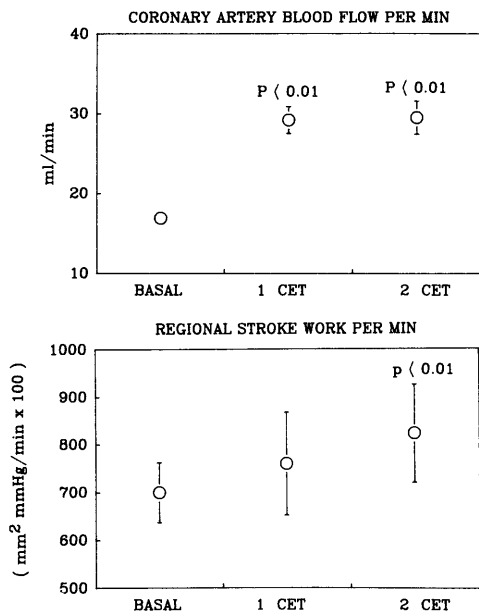 CORONARY ARTERY BLOOD FLOW PER MIN
40
30
20
10
ml/min
P ⟨ 0.01
P ⟨ 0.01
BASAL 1 CET 2 CET
REGIONAL STROKE WORK PER MIN
1000
900
800
700
600
500
( mm² mmHg/min x 100 )
p ⟨ 0.01
BASAL 1 CET 2 CET